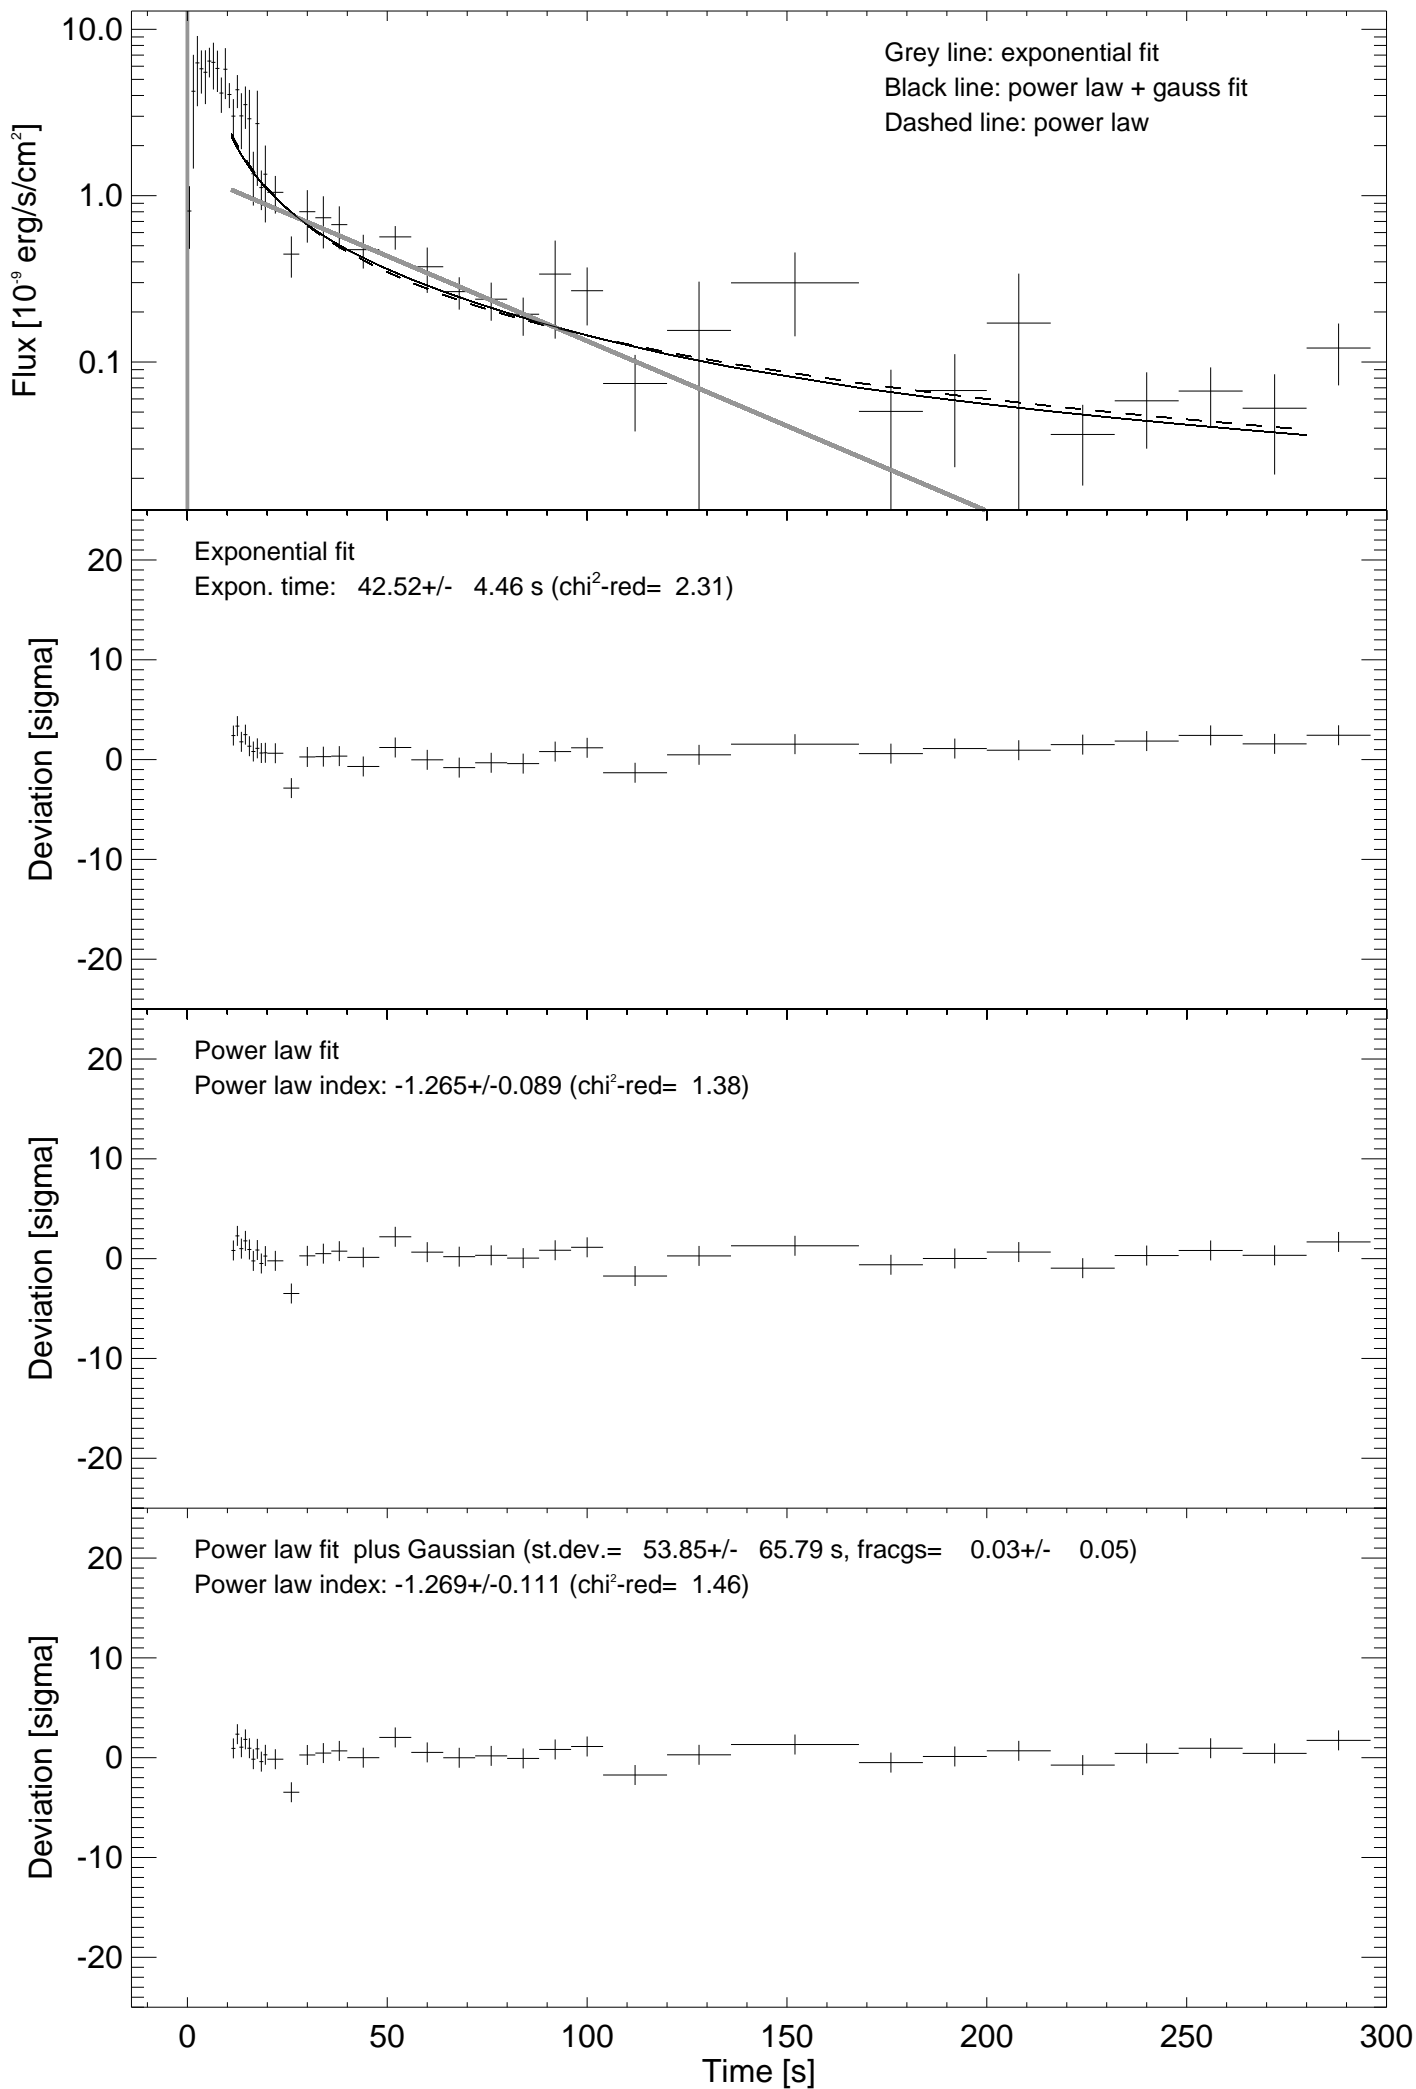 Grey line: exponential fit
Black line: power law + gauss fit
Dashed line: power law
10.0
1.0
0.1
Flux [10⁻⁹ erg/s/cm²]
Exponential fit
Expon. time: 42.52+/- 4.46 s (chi²-red= 2.31)
20
10
0
-10
-20
Deviation [sigma]
Power law fit
Power law index: -1.265+/-0.089 (chi²-red= 1.38)
20
10
0
-10
-20
Deviation [sigma]
Power law fit plus Gaussian (st.dev.= 53.85+/- 65.79 s, fracgs= 0.03+/- 0.05)
Power law index: -1.269+/-0.111 (chi²-red= 1.46)
20
10
0
-10
-20
Deviation [sigma]
0 50 100 150 200 250 300
Time [s]